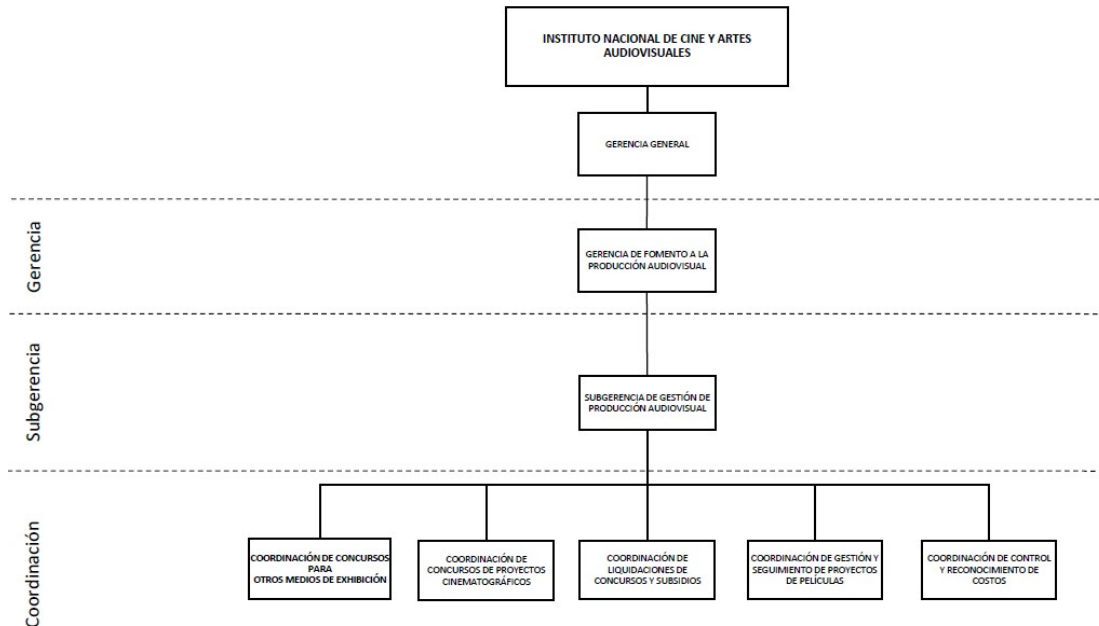 INSTITUTO NACIONAL DE CINE Y ARTES
AUDIOVISUALES
GERENCIA GENERAL
Gerencia
GERENCIA DE FOMENTO A LA
PRODUCCIÓN AUDIOVISUAL
Subgerencia
SUBGERENCIA DE GESTIÓN DE
PRODUCCIÓN AUDIOVISUAL
Coordinación
COORDINACIÓN DE CONCURSOS
PARA
OTROS MEDIOS DE EXHIBICIÓN
COORDINACIÓN DE
CONCURSOS DE PROYECTOS
CINEMATOGRÁFICOS
COORDINACIÓN DE
LIQUIDACIONES DE
CONCURSOS Y SUBSIDIOS
COORDINACIÓN DE GESTIÓN Y
SEGUIMIENTO DE PROYECTOS
DE PELÍCULAS
COORDINACIÓN DE CONTROL
Y RECONOCIMIENTO DE
COSTOS